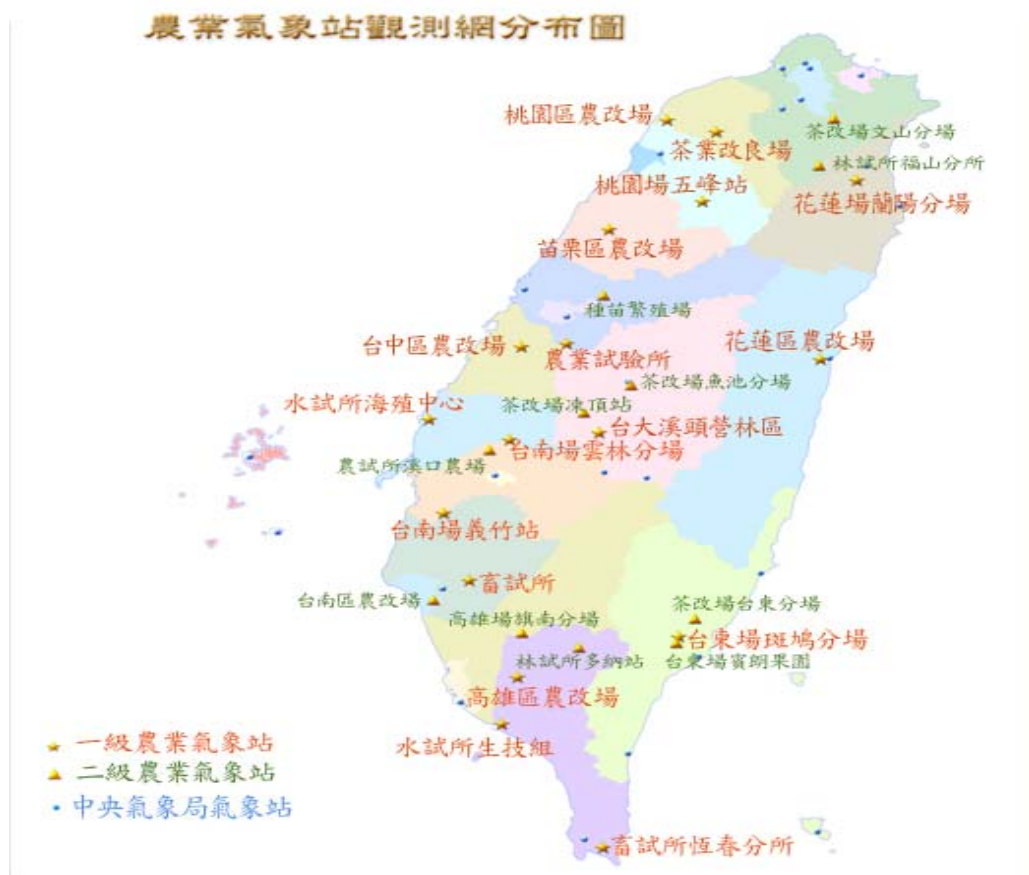 農業氣象站觀測網分布圖
桃園區農改場
茶業改良場
茶改場文山分場
林試所福山分所
桃園場五峰站
花蓮場蘭陽分場
苗栗區農改場
種苗繁殖場
台中區農改場
農業試驗所
花蓮區農改場
茶改場魚池分場
水試所海殖中心
茶改場凍頂站
台大溪頭營林區
台南場雲林分場
農試所溪口農場
台南場義竹站
畜試所
台南區農改場
高雄場旗南分場
茶改場台東分場
台東場斑鳩分場
林試所多納站
台東場賓朗果園
高雄區農改場
水試所生技組
畜試所恆春分所
一級農業氣象站
二級農業氣象站
中央氣象局氣象站